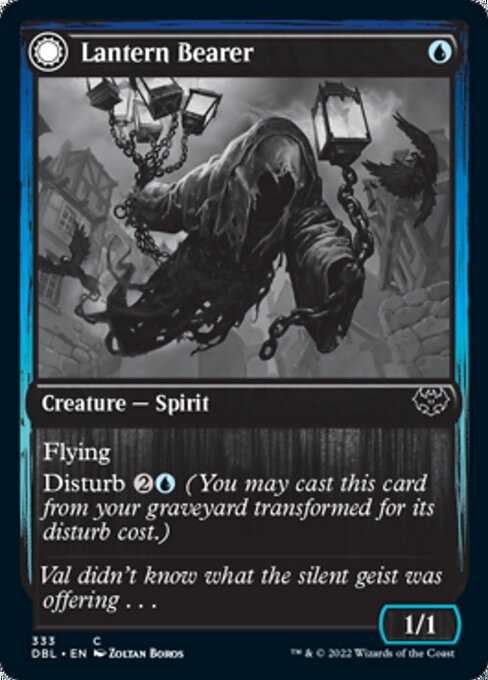 Lantern Bearer
Creature — Spirit
Flying
Disturb 2 (You may cast this card
from your graveyard transformed for its
disturb cost.)
Val didn't know what the silent geist was
offering . . .
1/1
333 C
DBL • EN Zoltan Boros
™ & © 2022 Wizards of the Coast